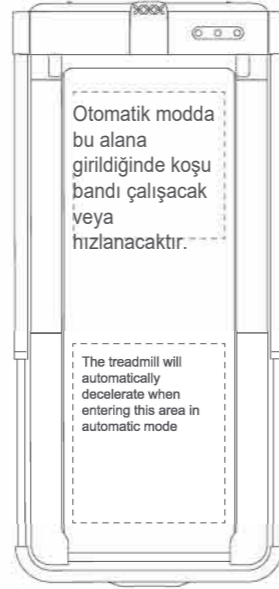 Otomatik modda
bu alana
girildiğinde koşu
bandı çalışacak
veya
hızlanacaktır.
The treadmill will
automatically
decelerate when
entering this area in
automatic mode